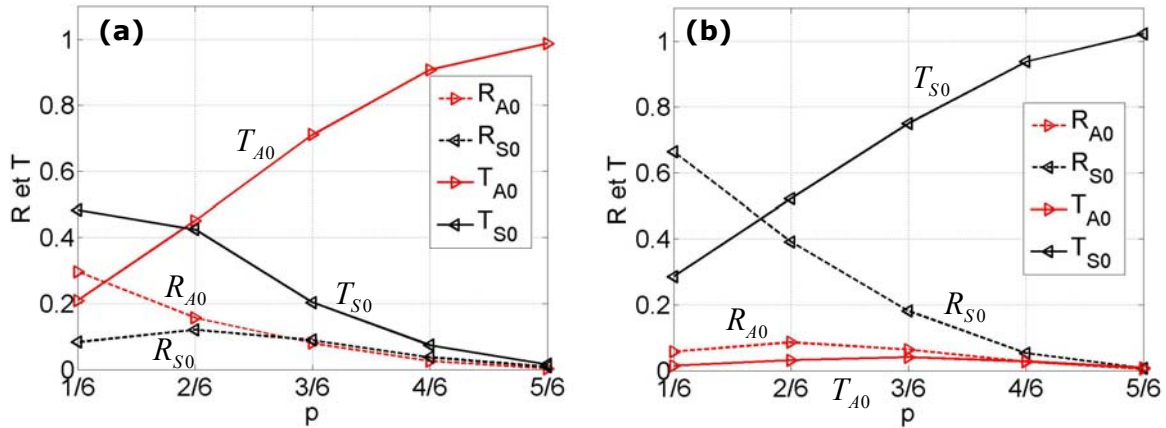 (a)
R et T
1
0.8
0.6
0.4
0.2
0
1/6 2/6 3/6 4/6 5/6
p
T_A0
R_A0
T_S0
R_S0
R_A0
R_S0
T_A0
T_S0
(b)
R et T
1
0.8
0.6
0.4
0.2
0
1/6 2/6 3/6 4/6 5/6
p
T_S0
R_A0
R_S0
T_A0
R_A0
R_S0
T_A0
T_S0